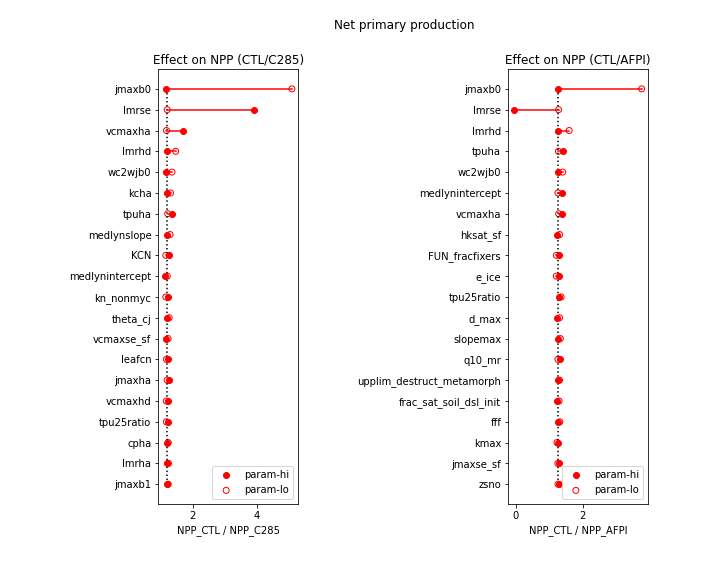 Net primary production
Effect on NPP (CTL/C285)
jmaxb0
lmrse
vcmaxha
lmrhd
wc2wjb0
kcha
tpuha
medlynslope
KCN
medlynintercept
kn_nonmyc
theta_cj
vcmaxse_sf
leafcn
jmaxha
vcmaxhd
tpu25ratio
cpha
lmrha
jmaxb1
param-hi
param-lo
2 4
NPP_CTL / NPP_C285
Effect on NPP (CTL/AFPI)
jmaxb0
lmrse
lmrhd
tpuha
wc2wjb0
medlynintercept
vcmaxha
hksat_sf
FUN_fracfixers
e_ice
tpu25ratio
d_max
slopemax
q10_mr
upplim_destruct_metamorph
frac_sat_soil_dsl_init
fff
kmax
jmaxse_sf
zsno
param-hi
param-lo
0 2
NPP_CTL / NPP_AFPI